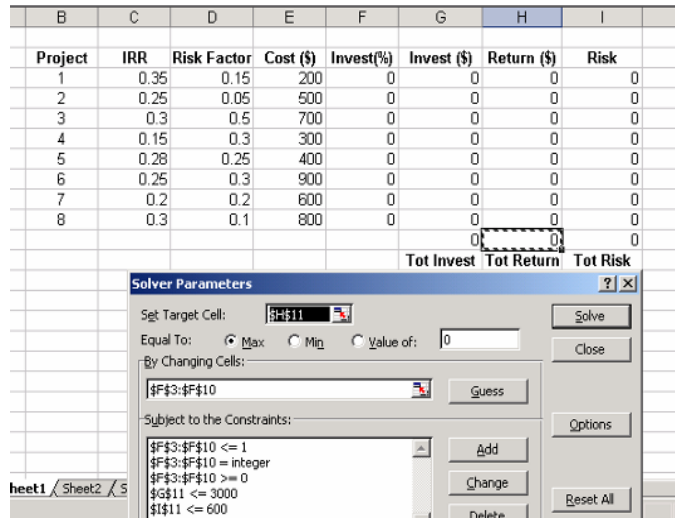 B C D E F G H I
Project IRR Risk Factor Cost ($) Invest(%) Invest ($) Return ($) Risk
1 0.35 0.15 200 0 0 0 0
2 0.25 0.05 500 0 0 0 0
3 0.3 0.5 700 0 0 0 0
4 0.15 0.3 300 0 0 0 0
5 0.28 0.25 400 0 0 0 0
6 0.25 0.3 900 0 0 0 0
7 0.2 0.2 600 0 0 0 0
8 0.3 0.1 800 0 0 0 0
0 0 0
Tot Invest Tot Return Tot Risk
Solver Parameters ? X
Set Target Cell: $H$11 Solve
Equal To: Max Min Value of: 0 Close
By Changing Cells:
$F$3:$F$10 Guess
Subject to the Constraints: Options
$F$3:$F$10 <= 1 Add
$F$3:$F$10 = integer
$F$3:$F$10 >= 0 Change
heet1 / Sheet2 / S $G$11 <= 3000 Reset All
$I$11 <= 600 Delete